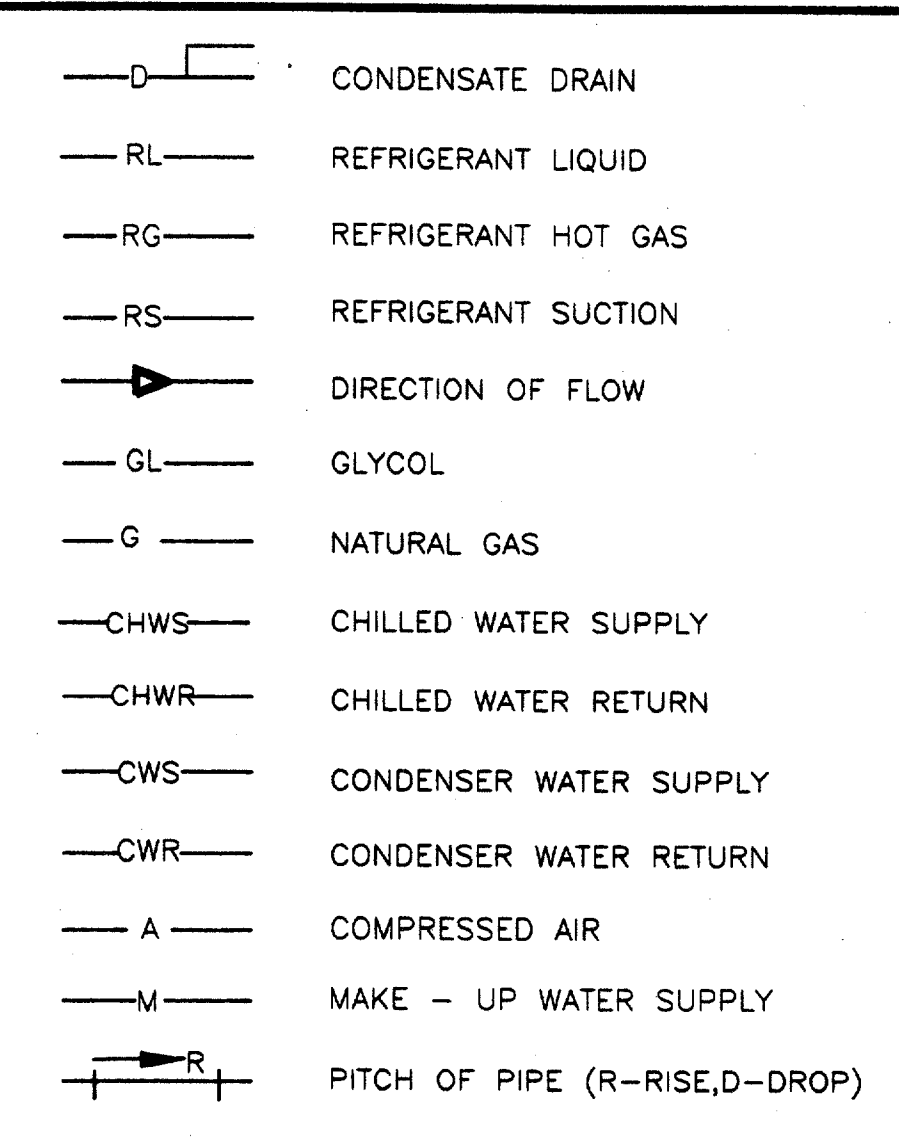 D CONDENSATE DRAIN
RL REFRIGERANT LIQUID
RG REFRIGERANT HOT GAS
RS REFRIGERANT SUCTION
DIRECTION OF FLOW
GL GLYCOL
G NATURAL GAS
CHWS CHILLED WATER SUPPLY
CHWR CHILLED WATER RETURN
CWS CONDENSER WATER SUPPLY
CWR CONDENSER WATER RETURN
A COMPRESSED AIR
M MAKE - UP WATER SUPPLY
R PITCH OF PIPE (R-RISE,D-DROP)